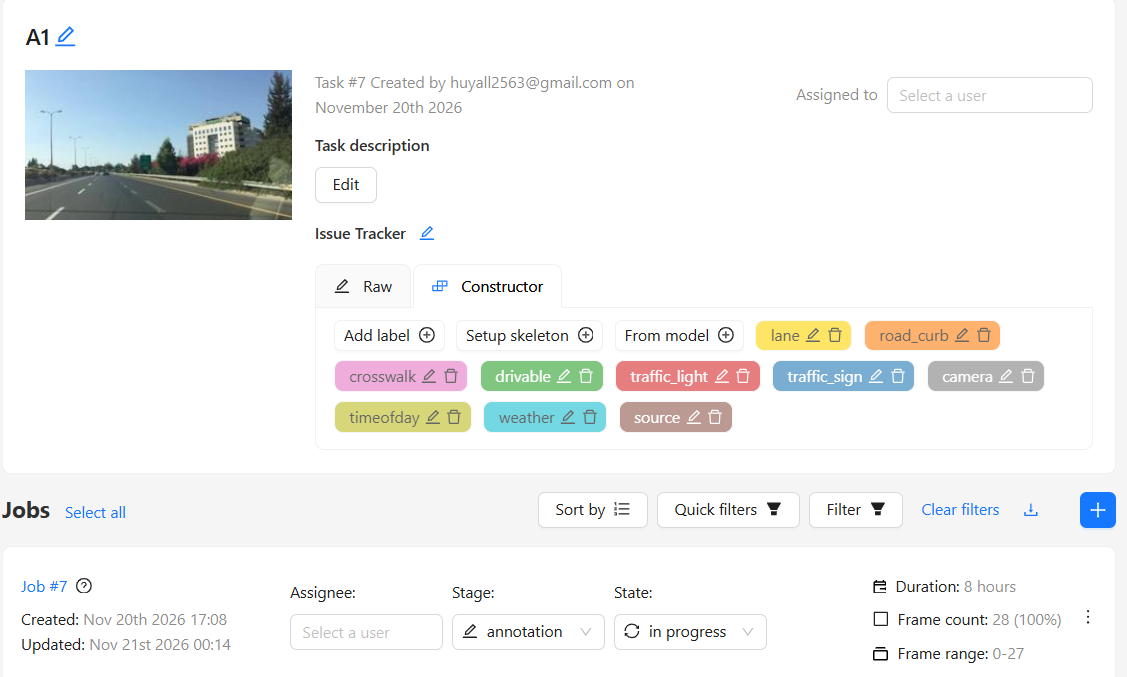 A1
Task #7 Created by huyall2563@gmail.com on
November 20th 2026
Assigned to
Select a user
Task description
Edit
Issue Tracker
Raw
Constructor
Add label
Setup skeleton
From model
lane
road_curb
crosswalk
drivable
traffic_light
traffic_sign
camera
timeofday
weather
source
Jobs
Select all
Sort by
Quick filters
Filter
Clear filters
Job #7
Created: Nov 20th 2026 17:08
Updated: Nov 21st 2026 00:14
Assignee:
Select a user
Stage:
annotation
State:
in progress
Duration: 8 hours
Frame count: 28 (100%)
Frame range: 0-27